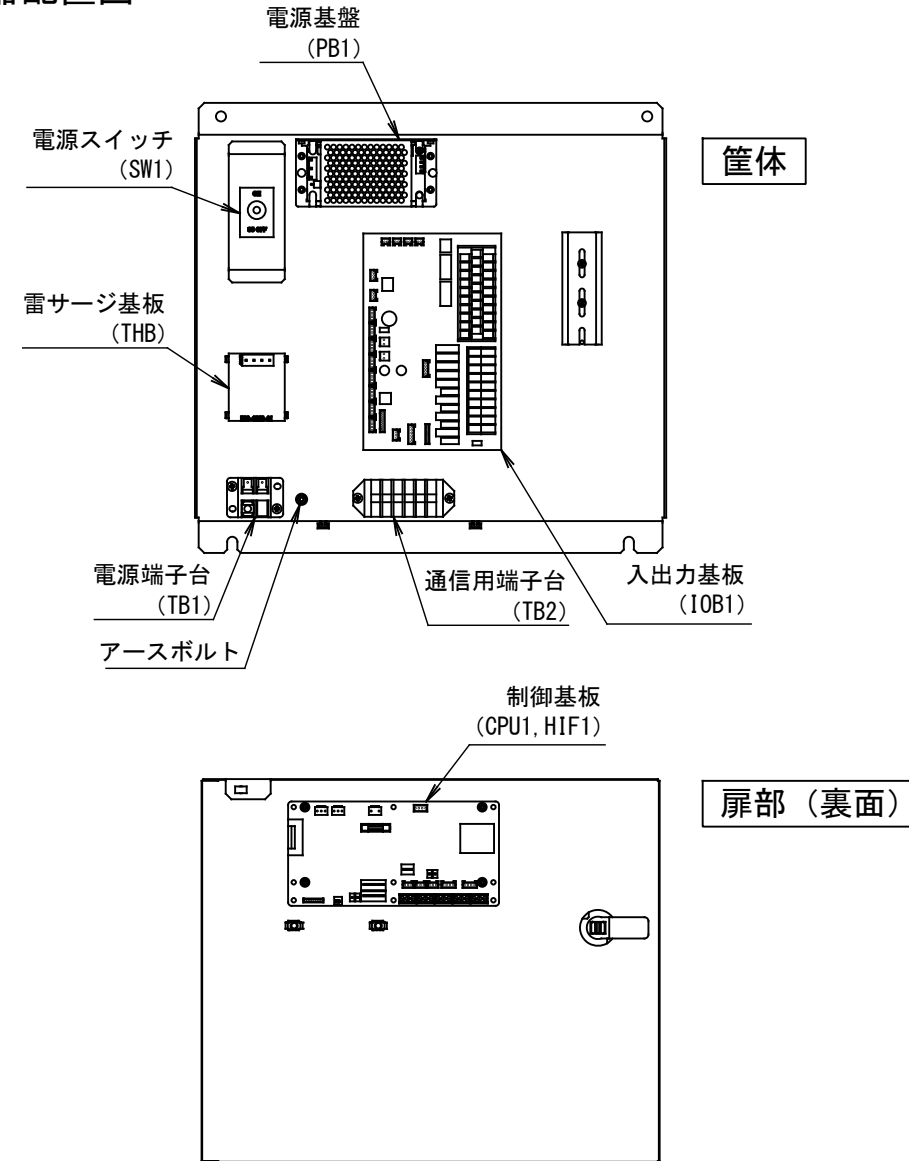 電源基盤
(PB1)
電源スイッチ
(SW1)
筐体
雷サージ基板
(THB)
電源端子台
(TB1)
通信用端子台
(TB2)
入出力基板
(IOB1)
アースボルト
制御基板
(CPU1,HIF1)
扉部（裏面）